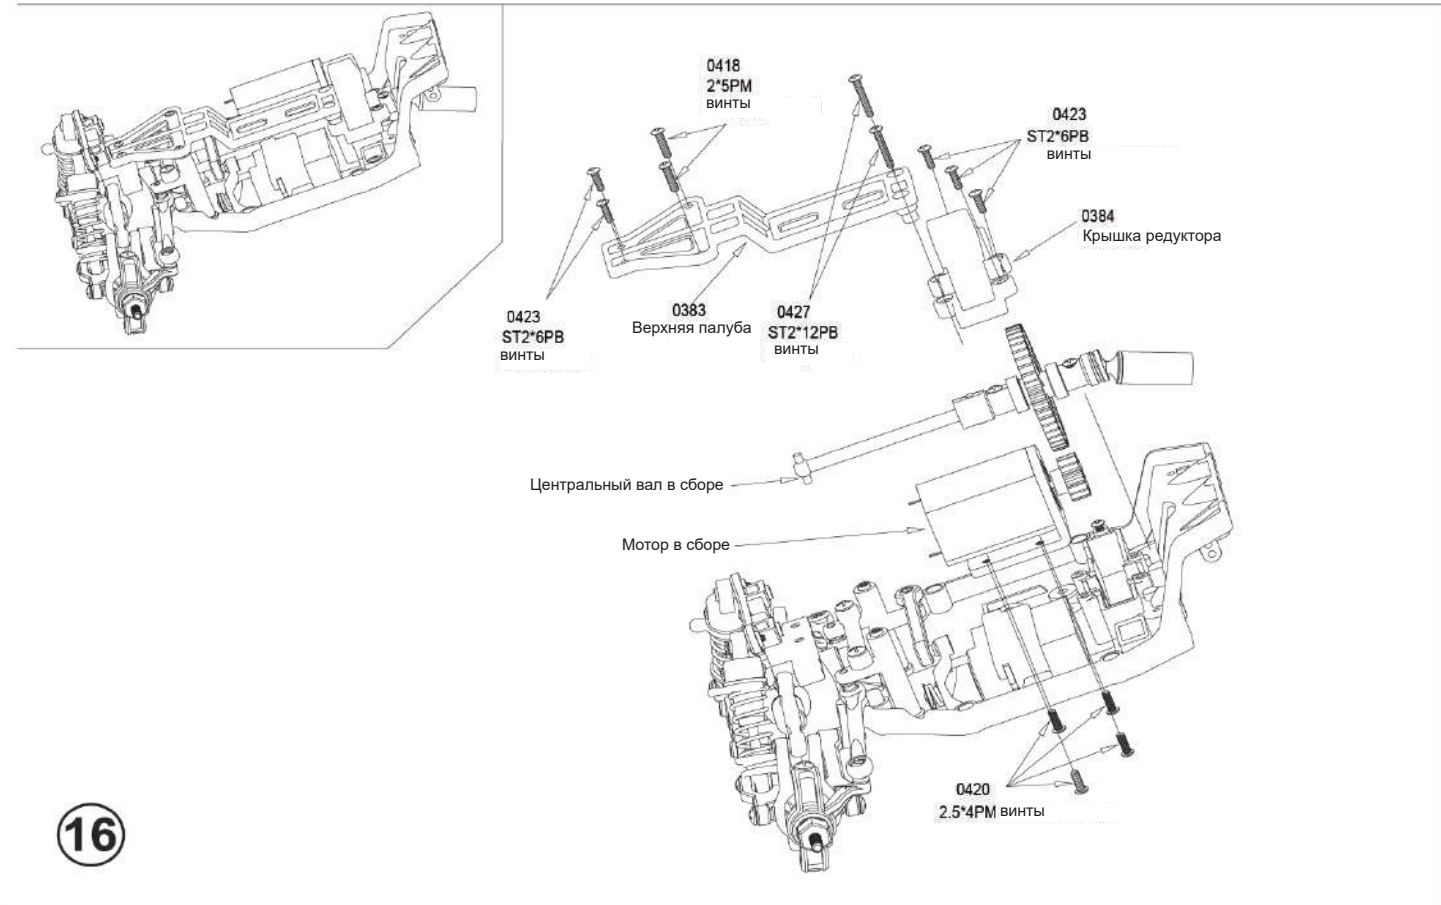 0418
2*5PM
винты
0423
ST2*6PB
винты
0384
Крышка редуктора
0423
ST2*6PB
винты
0383
Верхняя палуба
0427
ST2*12PB
винты
Центральный вал в сборе
Мотор в сборе
0420
2.5*4PM винты
16